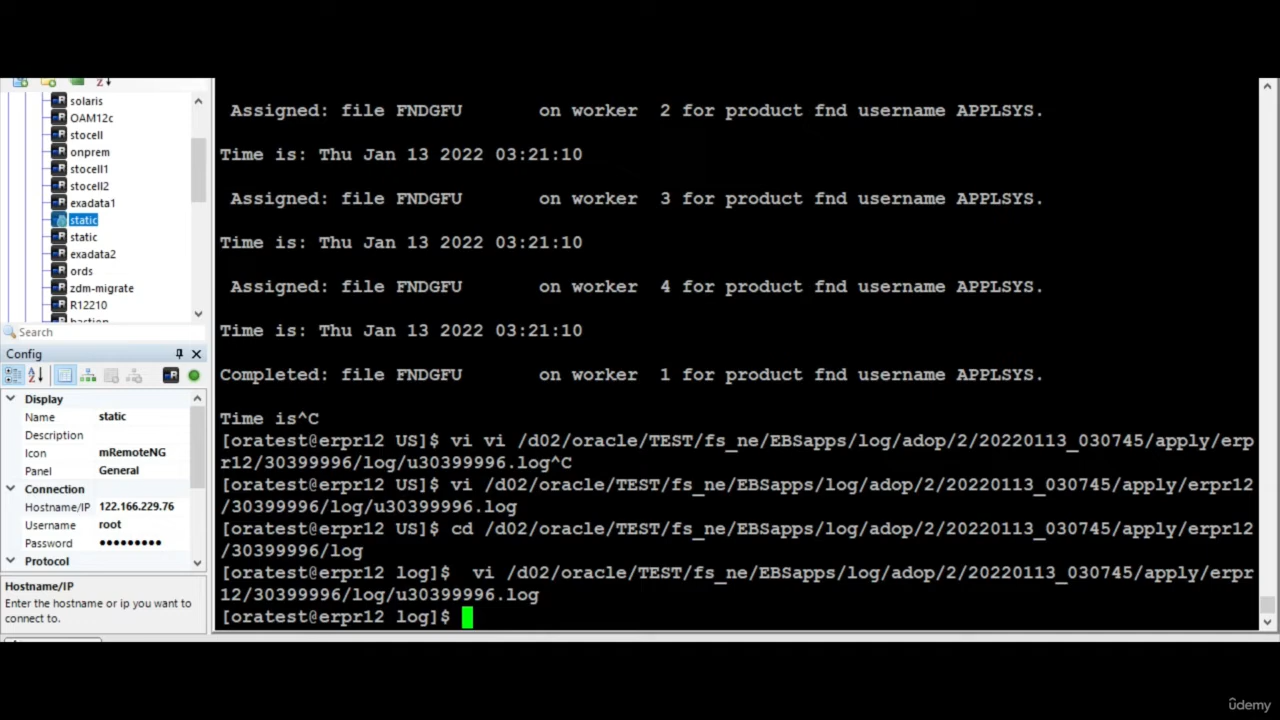 solaris
OAM12c
stocell
onprem
stocell1
stocell2
exadata1
static
static
exadata2
ords
zdm-migrate
R12210
bastion
Search
Config
Display
Name static
Description
Icon mRemoteNG
Panel General
Connection
Hostname/IP 122.166.229.76
Username root
Password ●●●●●●●●●
Protocol
Hostname/IP
Enter the hostname or ip you want to
connect to.
Assigned: file FNDGFU on worker 2 for product fnd username APPLSYS.
Time is: Thu Jan 13 2022 03:21:10
Assigned: file FNDGFU on worker 3 for product fnd username APPLSYS.
Time is: Thu Jan 13 2022 03:21:10
Assigned: file FNDGFU on worker 4 for product fnd username APPLSYS.
Time is: Thu Jan 13 2022 03:21:10
Completed: file FNDGFU on worker 1 for product fnd username APPLSYS.
Time is^C
[oratest@erpr12 US]$ vi vi /d02/oracle/TEST/fs_ne/EBSapps/log/adop/2/20220113_030745/apply/erp
r12/30399996/log/u30399996.log^C
[oratest@erpr12 US]$ vi /d02/oracle/TEST/fs_ne/EBSapps/log/adop/2/20220113_030745/apply/erpr12
/30399996/log/u30399996.log
[oratest@erpr12 US]$ cd /d02/oracle/TEST/fs_ne/EBSapps/log/adop/2/20220113_030745/apply/erpr12
/30399996/log
[oratest@erpr12 log]$ vi /d02/oracle/TEST/fs_ne/EBSapps/log/adop/2/20220113_030745/apply/erpr
12/30399996/log/u30399996.log
[oratest@erpr12 log]$
ûdemy